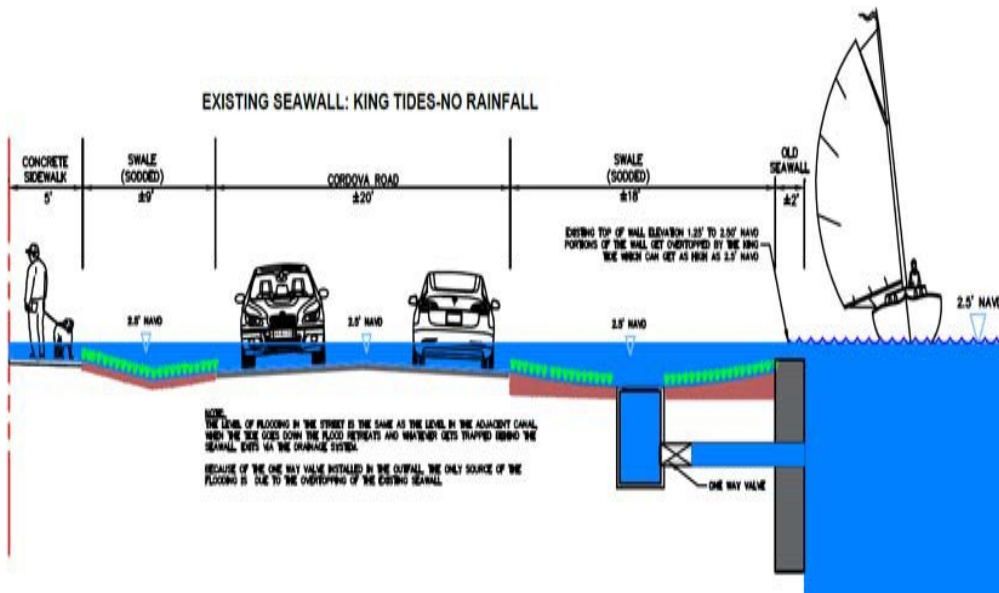 EXISTING SEAWALL: KING TIDES-NO RAINFALL
CONCRETE
SIDEWALK
5'
SWALE
(SODDED)
±9'
CORDOVA ROAD
±20'
SWALE
(SODDED)
±18'
OLD
SEAWALL
±2'
EXISTING TOP OF WALL ELEVATION 1.25' TO 2.50' NAVD
PORTIONS OF THE WALL GET OVERTOPPED BY THE KING
TIDE WHICH CAN GET AS HIGH AS 2.5' NAVD
2.5' NAVD
2.5' NAVD
2.5' NAVD
2.5' NAVD
NOTE:
THE LEVEL OF FLOODING IN THE STREET IS THE SAME AS THE LEVEL IN THE ADJACENT CANAL,
WHEN THE TIDE GOES DOWN THE FLOOD RETREATS AND WHATEVER GETS TRAPPED BEHIND THE
SEAWALL, EXITS VIA THE DRAINAGE SYSTEM.
BECAUSE OF THE ONE WAY VALVE INSTALLED IN THE OUTFALL, THE ONLY SOURCE OF THE
FLOODING IS DUE TO THE OVERTOPPING OF THE EXISTING SEAWALL
ONE WAY VALVE